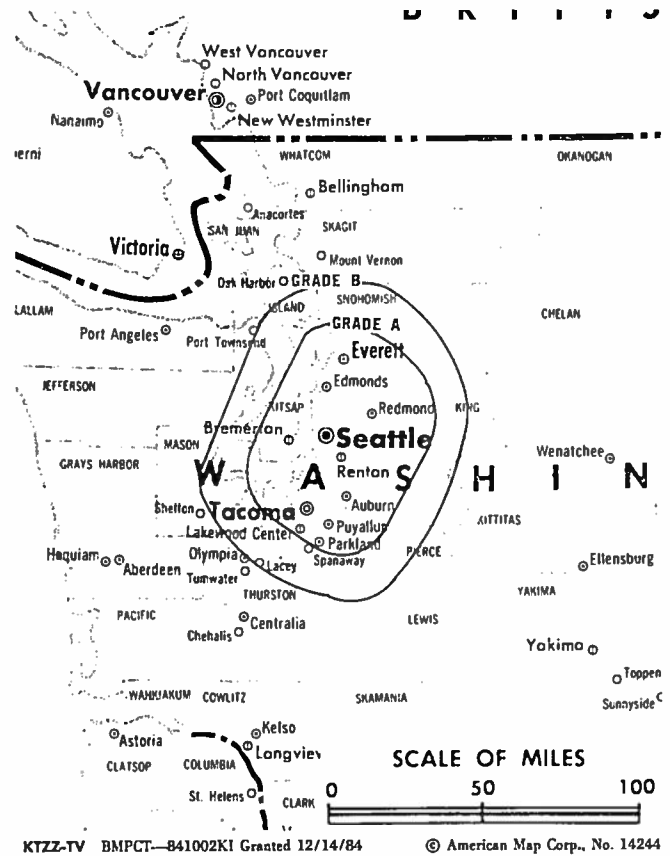 B R I T I S
West Vancouver
North Vancouver
Vancouver
Port Coquitlam
Nanaimo
New Westminster
erni
WHATCOM
OKANOGAN
Bellingham
Anacortes
SAN JUAN
SKAGIT
Victoria
Mount Vernon
Oak Harbor
GRADE B
SNOHOMISH
ISLAND
LALLAM
CHELAN
GRADE A
Port Angeles
Port Townsend
Everett
Edmonds
JEFFERSON
KITSAP
Redmond
KING
Bremerton
Seattle
MASON
Wenatchee
GRAYS HARBOR
Renton
W A S H I N
Auburn
Shelton
Tacoma
Puyallup
KITTITAS
Lakewood Center
Parkland
PIERCE
Hoquiam
Aberdeen
Olympia
Lacey
Spanaway
Ellensburg
Tumwater
THURSTON
YAKIMA
PACIFIC
Centralia
LEWIS
Chehalis
Yakima
Toppen
WAHKIAKUM
COWLITZ
SKAMANIA
Sunnyside
Astoria
Kelso
Longview
CLATSOP
COLUMBIA
SCALE OF MILES
St. Helens
0 50 100
CLARK
KTZZ-TV BMPCT—841002KI Granted 12/14/84
© American Map Corp., No. 14244